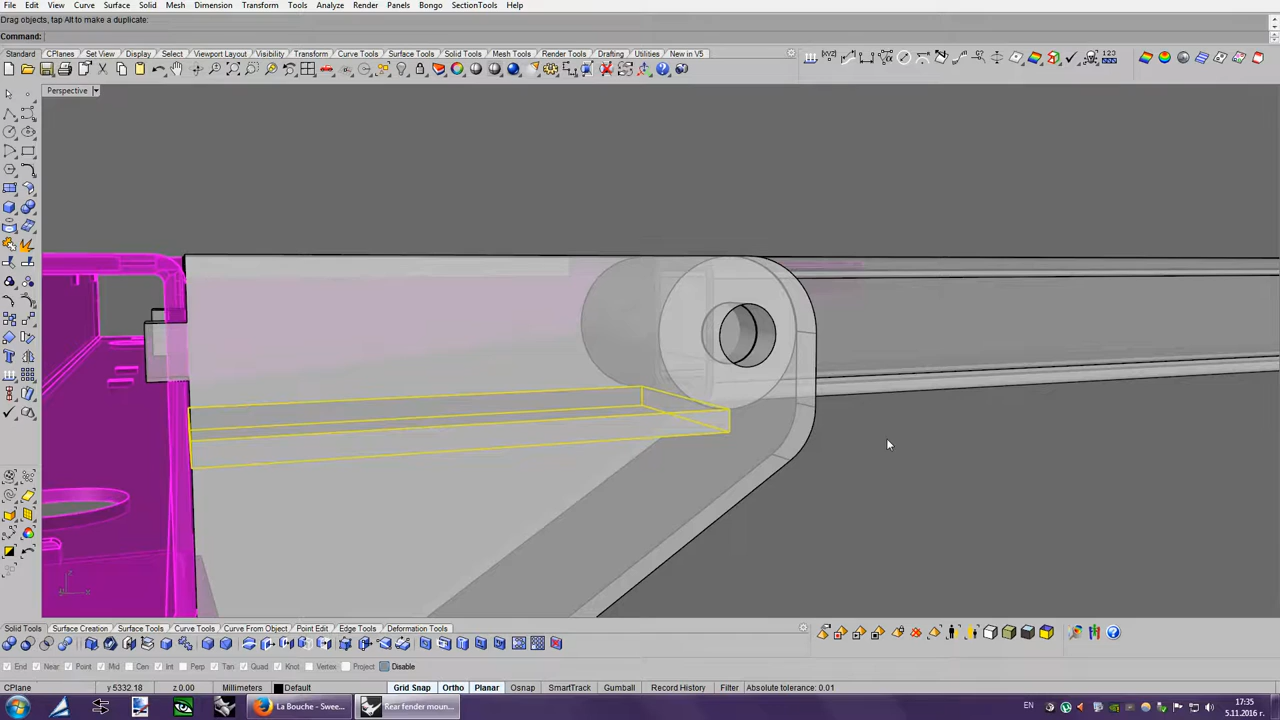 File Edit View Curve Surface Solid Mesh Dimension Transform Tools Analyze Render Panels Bongo SectionTools Help
Drag objects, tap Alt to make a duplicate:
Command:
Standard CPlanes Set View Display Select Viewport Layout Visibility Transform Curve Tools Surface Tools Solid Tools Mesh Tools Render Tools Drafting Utilities New in V5
Perspective
Solid Tools Surface Creation Surface Tools Curve Tools Curve From Object Point Edit Edge Tools Deformation Tools
End Near Point Mid Cen Int Perp Tan Quad Knot Vertex Project Disable
CPlane y 5332.18 z 0.00 Millimeters Default Grid Snap Ortho Planar Osnap SmartTrack Gumball Record History Filter Absolute tolerance: 0.01
La Bouche - Swee... Rear fender moun... EN 17:35
5.11.2016 г.